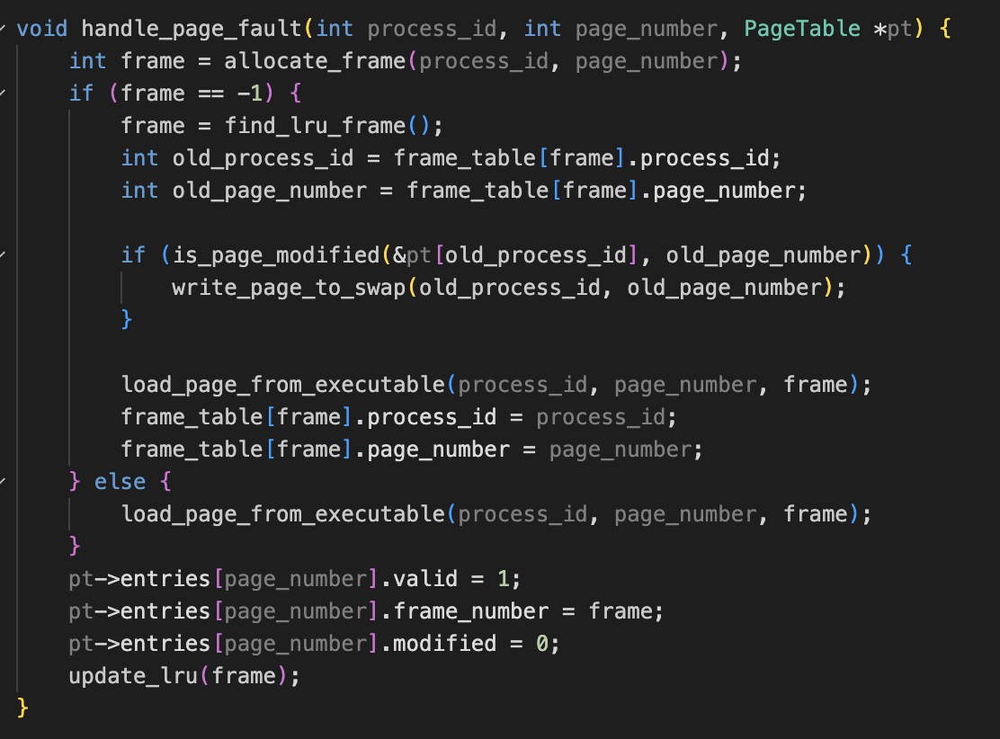 void handle_page_fault(int process_id, int page_number, PageTable *pt) {
    int frame = allocate_frame(process_id, page_number);
    if (frame == -1) {
        frame = find_lru_frame();
        int old_process_id = frame_table[frame].process_id;
        int old_page_number = frame_table[frame].page_number;

        if (is_page_modified(&pt[old_process_id], old_page_number)) {
            write_page_to_swap(old_process_id, old_page_number);
        }

        load_page_from_executable(process_id, page_number, frame);
        frame_table[frame].process_id = process_id;
        frame_table[frame].page_number = page_number;
    } else {
        load_page_from_executable(process_id, page_number, frame);
    }
    pt->entries[page_number].valid = 1;
    pt->entries[page_number].frame_number = frame;
    pt->entries[page_number].modified = 0;
    update_lru(frame);
}